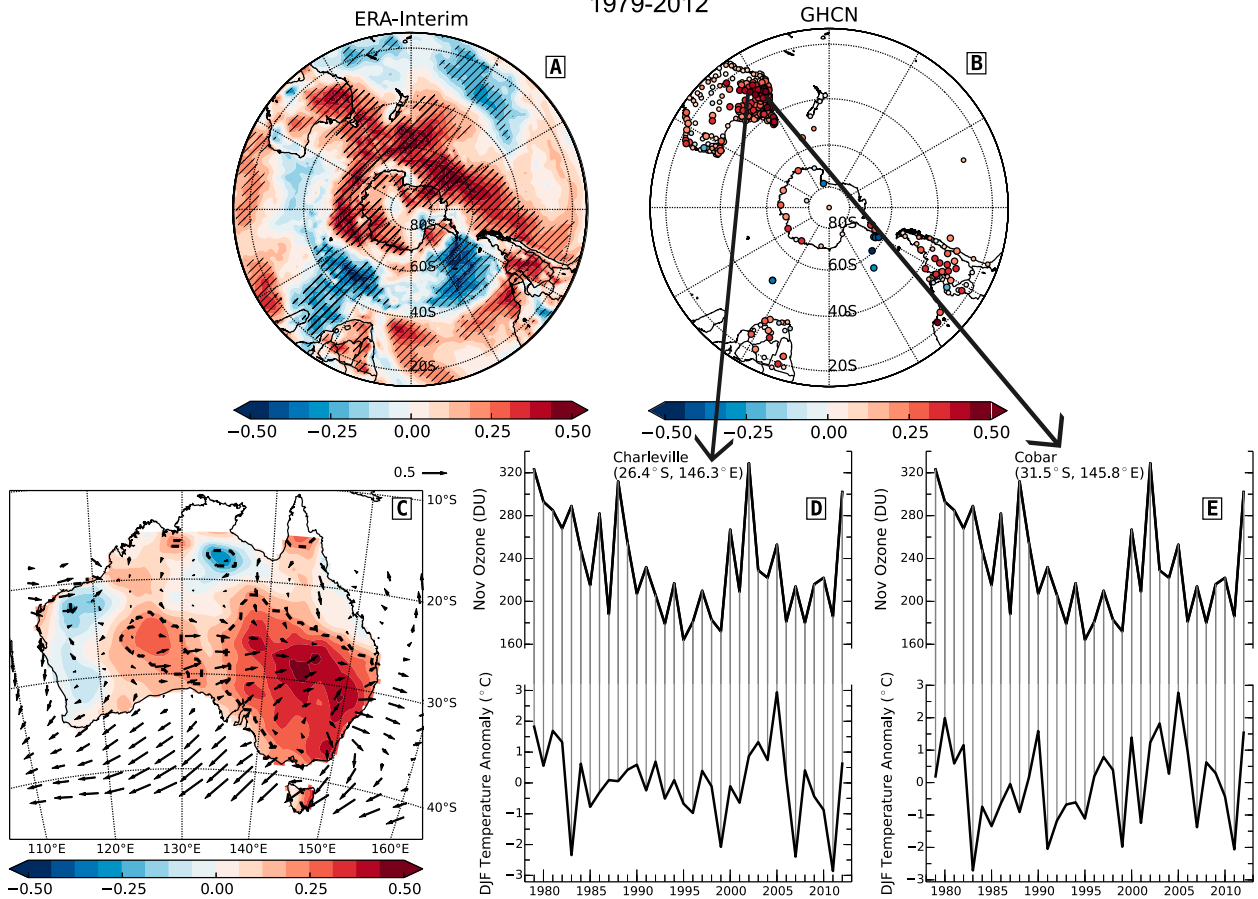 1979-2012
ERA-Interim
GHCN
A
B
80S
60S
40S
20S
80S
60S
40S
20S
−0.50 −0.25 0.00 0.25 0.50
−0.50 −0.25 0.00 0.25 0.50
0.5
C
10°S
20°S
30°S
40°S
110°E 120°E 130°E 140°E 150°E 160°E
−0.50 −0.25 0.00 0.25 0.50
Charleville
(26.4°S, 146.3°E)
D
Nov Ozone (DU)
320
280
240
200
160
DJF Temperature Anomaly (°C)
3
2
1
0
−1
−2
−3
1980 1985 1990 1995 2000 2005 2010
Cobar
(31.5°S, 145.8°E)
E
Nov Ozone (DU)
320
280
240
200
160
DJF Temperature Anomaly (°C)
3
2
1
0
−1
−2
−3
1980 1985 1990 1995 2000 2005 2010